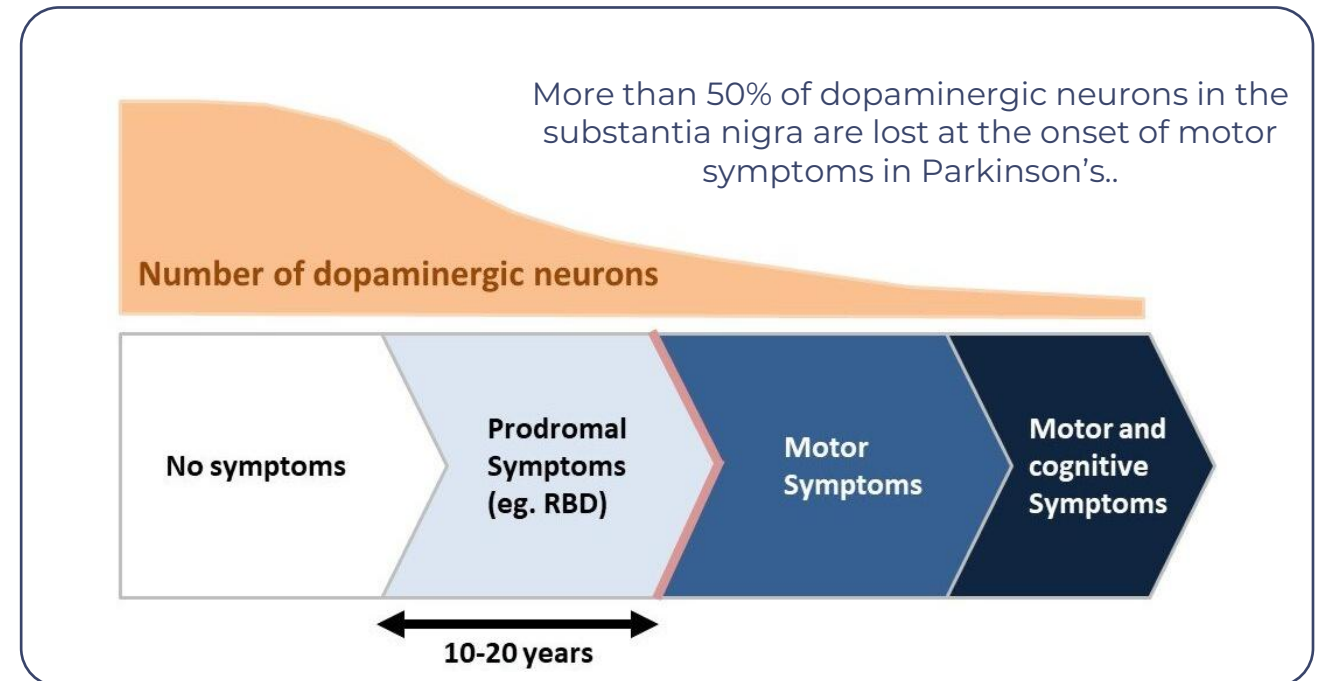 More than 50% of dopaminergic neurons in the
substantia nigra are lost at the onset of motor
symptoms in Parkinson’s..
Number of dopaminergic neurons
No symptoms
Prodromal
Symptoms
(eg. RBD)
Motor
Symptoms
Motor and
cognitive
Symptoms
10-20 years